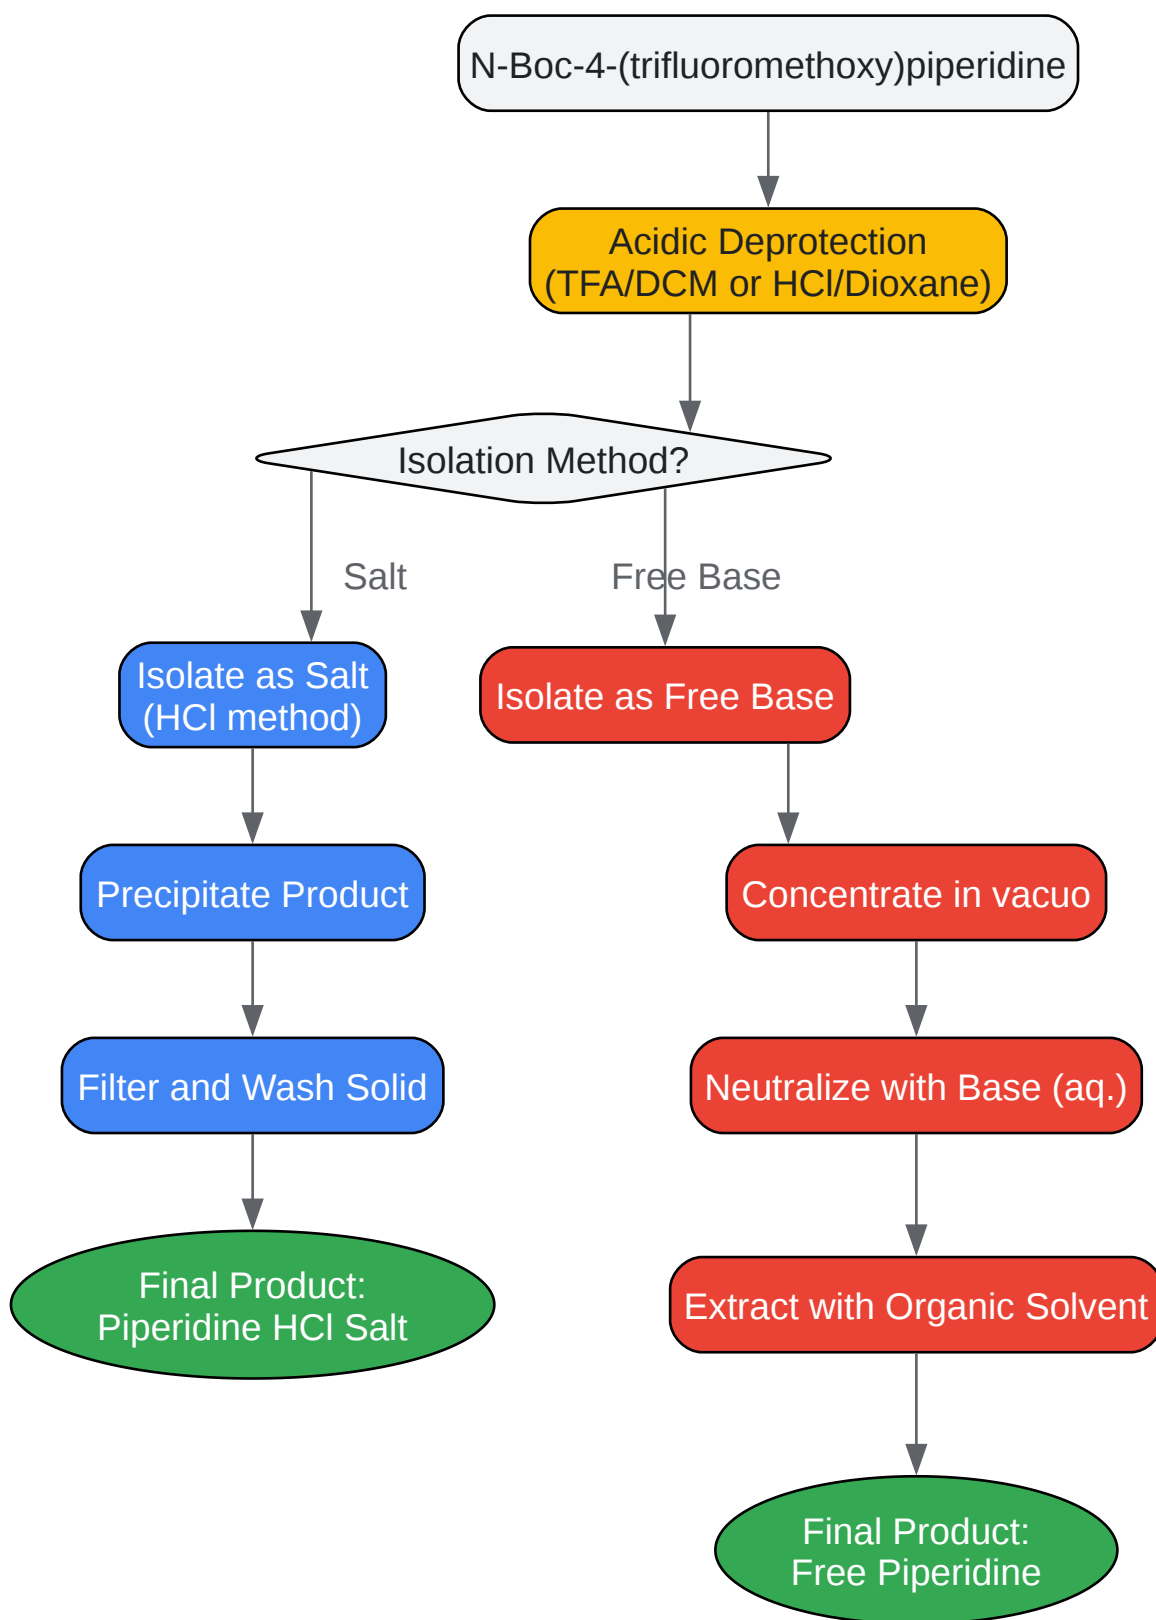 N-Boc-4-(trifluoromethoxy)piperidine
Acidic Deprotection
(TFA/DCM or HCl/Dioxane)
Isolation Method?
Salt
Free Base
Isolate as Salt
(HCl method)
Isolate as Free Base
Precipitate Product
Concentrate in vacuo
Filter and Wash Solid
Neutralize with Base (aq.)
Final Product:
Piperidine HCl Salt
Extract with Organic Solvent
Final Product:
Free Piperidine